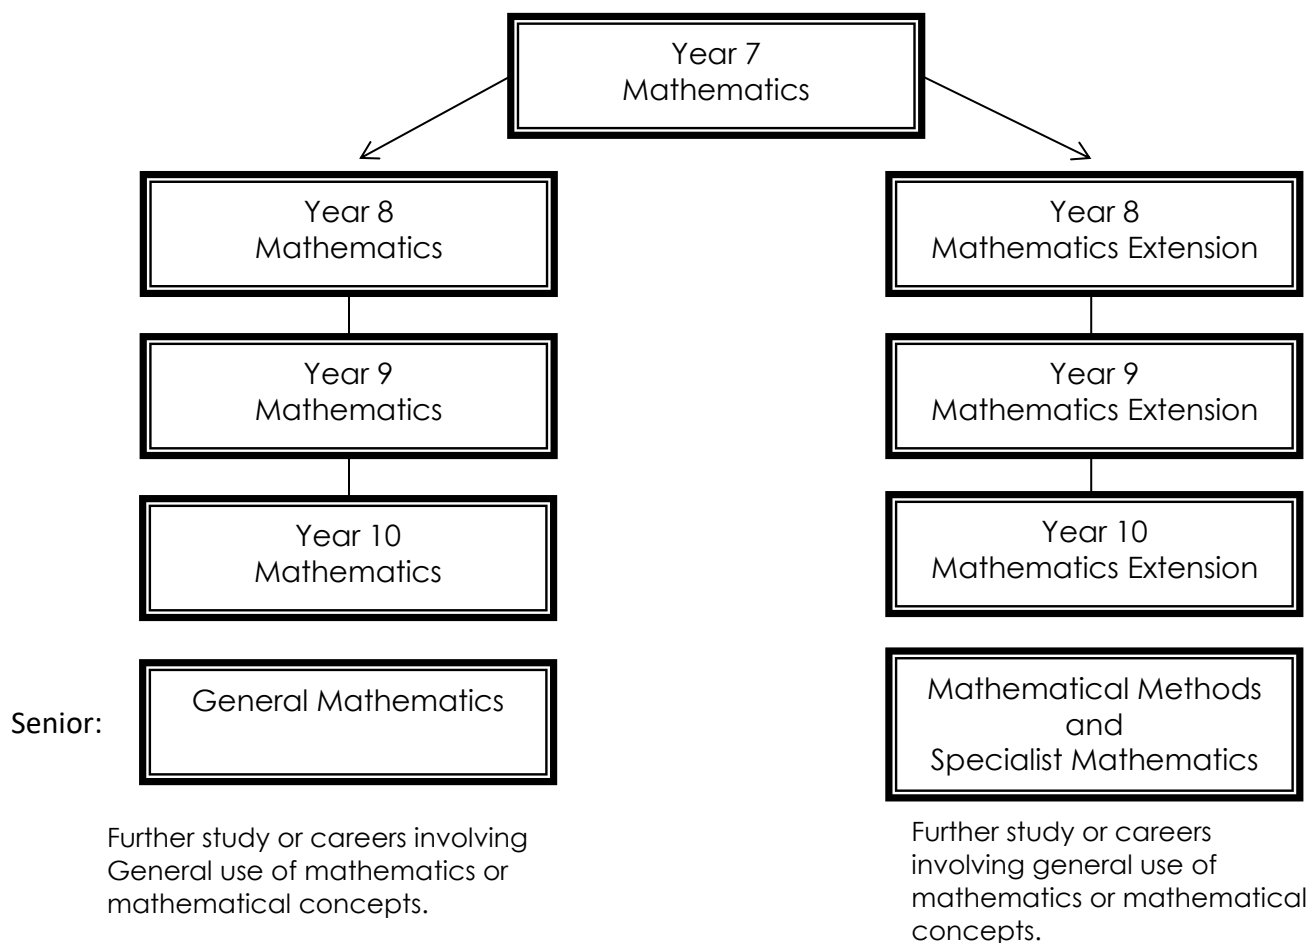 Year 7
Mathematics
Year 8
Mathematics
Year 8
Mathematics Extension
Year 9
Mathematics
Year 9
Mathematics Extension
Year 10
Mathematics
Year 10
Mathematics Extension
Senior:
General Mathematics
Mathematical Methods
and
Specialist Mathematics
Further study or careers involving
General use of mathematics or
mathematical concepts.
Further study or careers
involving general use of
mathematics or mathematical
concepts.